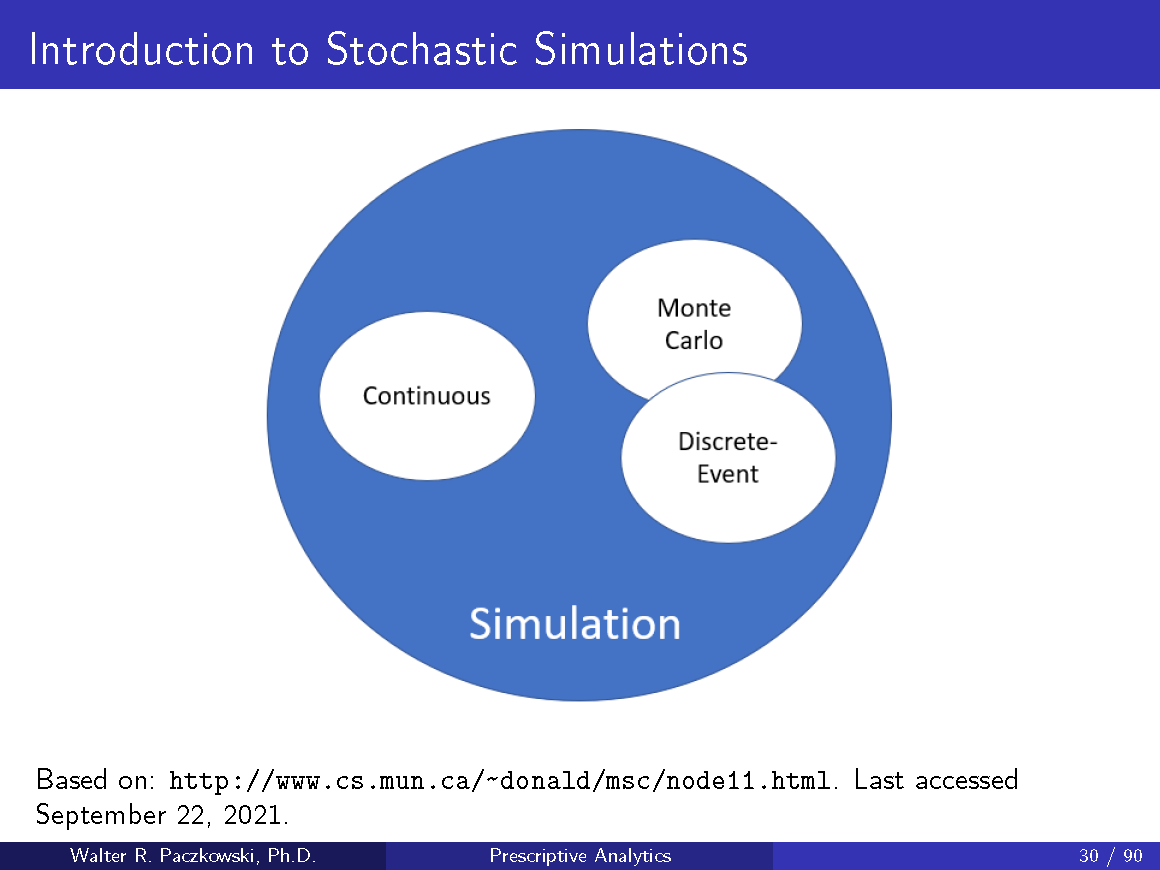 Introduction to Stochastic Simulations
Monte
Carlo
Continuous
Discrete-
Event
Simulation
Based on: http://www.cs.mun.ca/~donald/msc/node11.html. Last accessed
September 22, 2021.
Walter R. Paczkowski, Ph.D.
Prescriptive Analytics
30 / 90